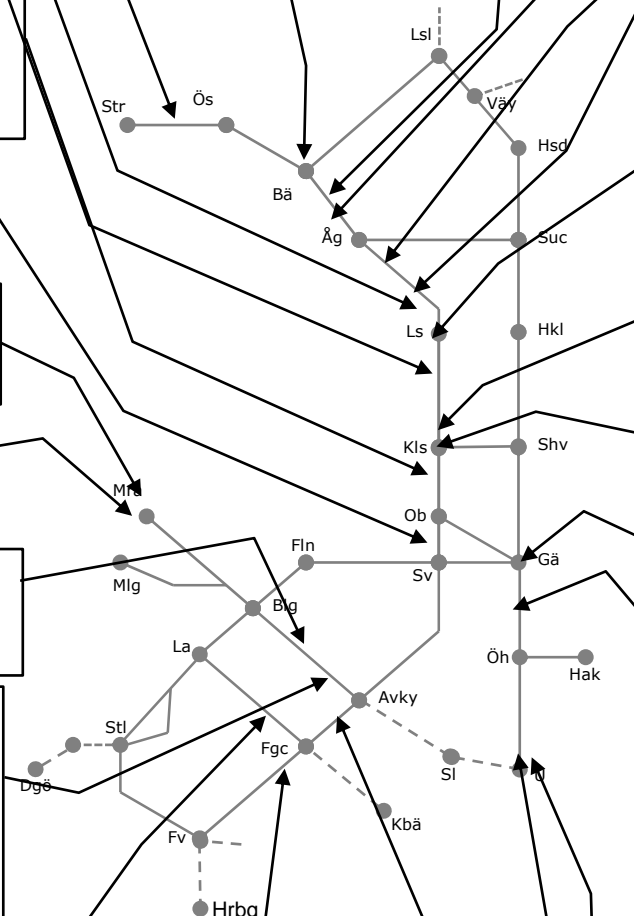 Lsl
Väy
Str
Ös
Hsd
Bä
Åg
Suc
Ls
Hkl
Kls
Shv
Mra
Ob
Fln
Sv
Gä
Mlg
Blg
La
Öh
Hak
Avky
Stl
Fgc
Sl
U
Dgö
Kbä
Fv
Hrbg